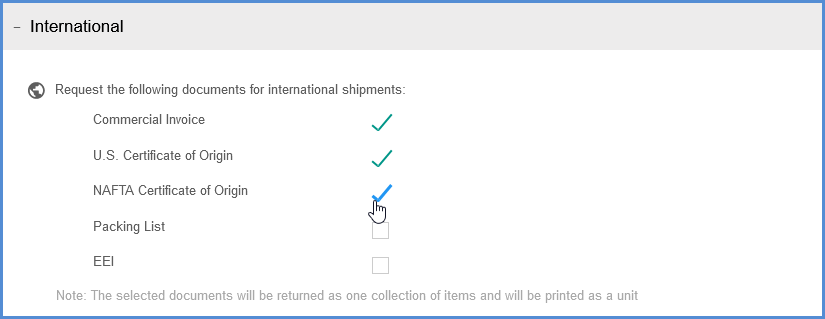 − International
Request the following documents for international shipments:
Commercial Invoice
U.S. Certificate of Origin
NAFTA Certificate of Origin
Packing List
EEI
Note: The selected documents will be returned as one collection of items and will be printed as a unit